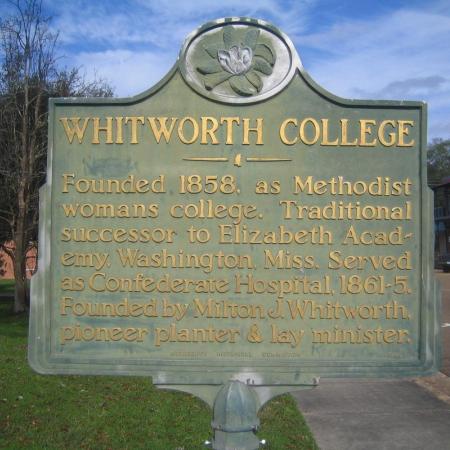 WHITWORTH COLLEGE
Founded 1858, as Methodist
womans college. Traditional
successor to Elizabeth Acad-
emy, Washington, Miss. Served
as Confederate Hospital, 1861-5.
Founded by Milton J. Whitworth,
pioneer planter & lay minister.